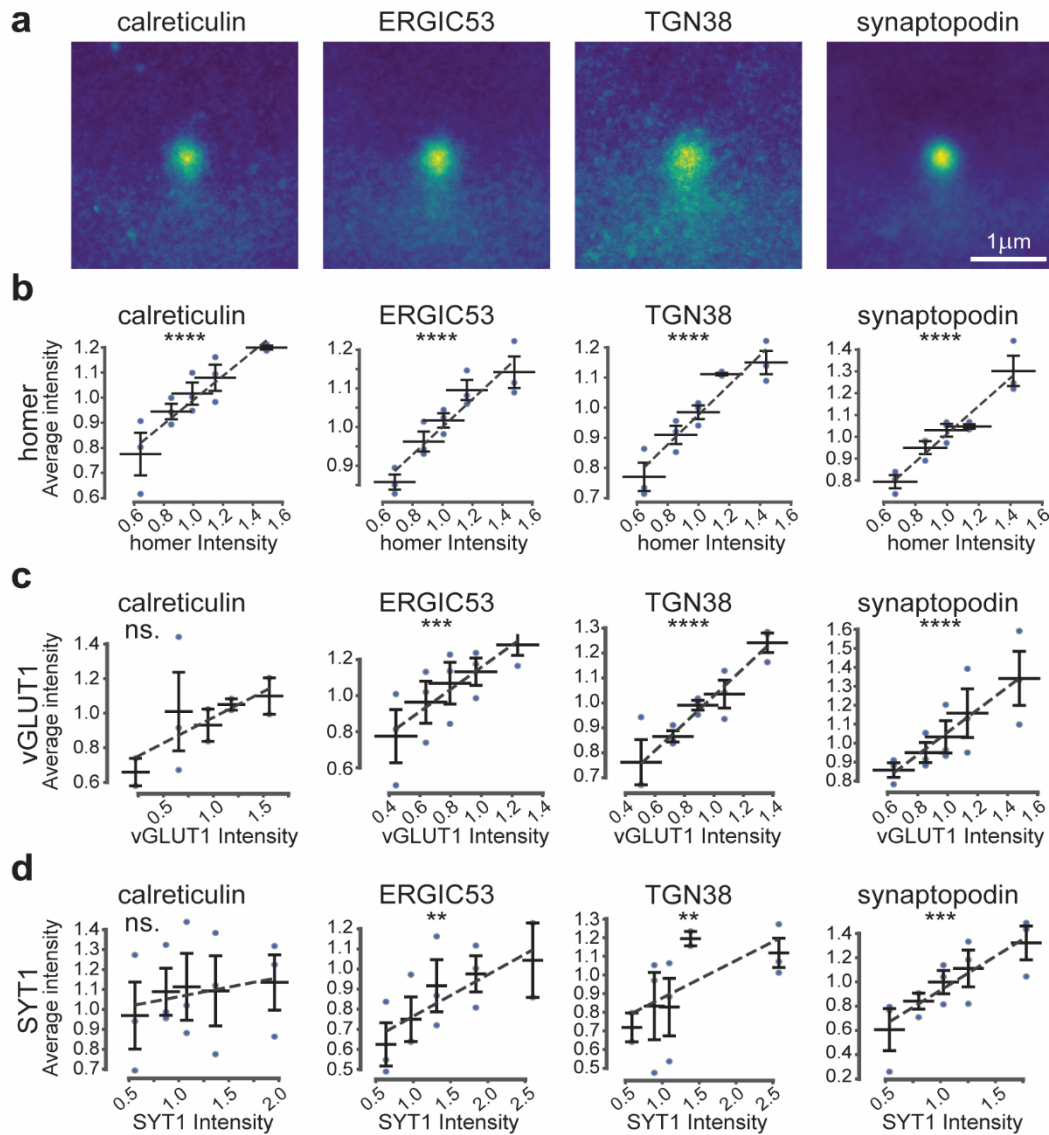 a
calreticulin ERGIC53 TGN38 synaptopodin
1μm
b
calreticulin ERGIC53 TGN38 synaptopodin
**** **** **** ****
homer
Average intensity
1.2 1.1 1.0 0.9 0.8 0.7 0.6
1.2 1.1 1.0 0.9
1.2 1.1 1.0 0.9 0.8 0.7
1.4 1.3 1.2 1.1 1.0 0.9 0.8
0.6 0.8 1.0 1.2 1.4 1.6
0.6 0.8 1.0 1.2 1.4 1.6
0.6 0.8 1.0 1.2 1.4 1.6
0.6 0.8 1.0 1.2 1.4 1.6
homer Intensity homer Intensity homer Intensity homer Intensity
c
calreticulin ERGIC53 TGN38 synaptopodin
ns. *** **** ****
vGLUT1
Average intensity
1.4 1.2 1.0 0.8 0.6
1.2 1.0 0.8 0.6
1.3 1.2 1.1 1.0 0.9 0.8 0.7
1.6 1.5 1.4 1.3 1.2 1.1 1.0 0.9 0.8
0.5 1.0 1.5
0.4 0.6 0.8 1.0 1.2 1.4
0.4 0.6 0.8 1.0 1.2 1.4
0.6 0.8 1.0 1.2 1.4 1.6
vGLUT1 Intensity vGLUT1 Intensity vGLUT1 Intensity vGLUT1 Intensity
d
calreticulin ERGIC53 TGN38 synaptopodin
ns. ** ** ***
SYT1
Average intensity
1.4 1.3 1.2 1.1 1.0 0.9 0.8 0.7
1.2 1.1 1.0 0.9 0.8 0.7 0.6 0.5
1.3 1.2 1.1 1.0 0.9 0.8 0.7 0.6 0.5
1.4 1.2 1.0 0.8 0.6 0.4 0.2
0.5 1.0 1.5 2.0
0.5 1.0 1.5 2.0 2.5
0.5 1.0 1.5 2.0 2.5
0.5 1.0 1.5
SYT1 Intensity SYT1 Intensity SYT1 Intensity SYT1 Intensity